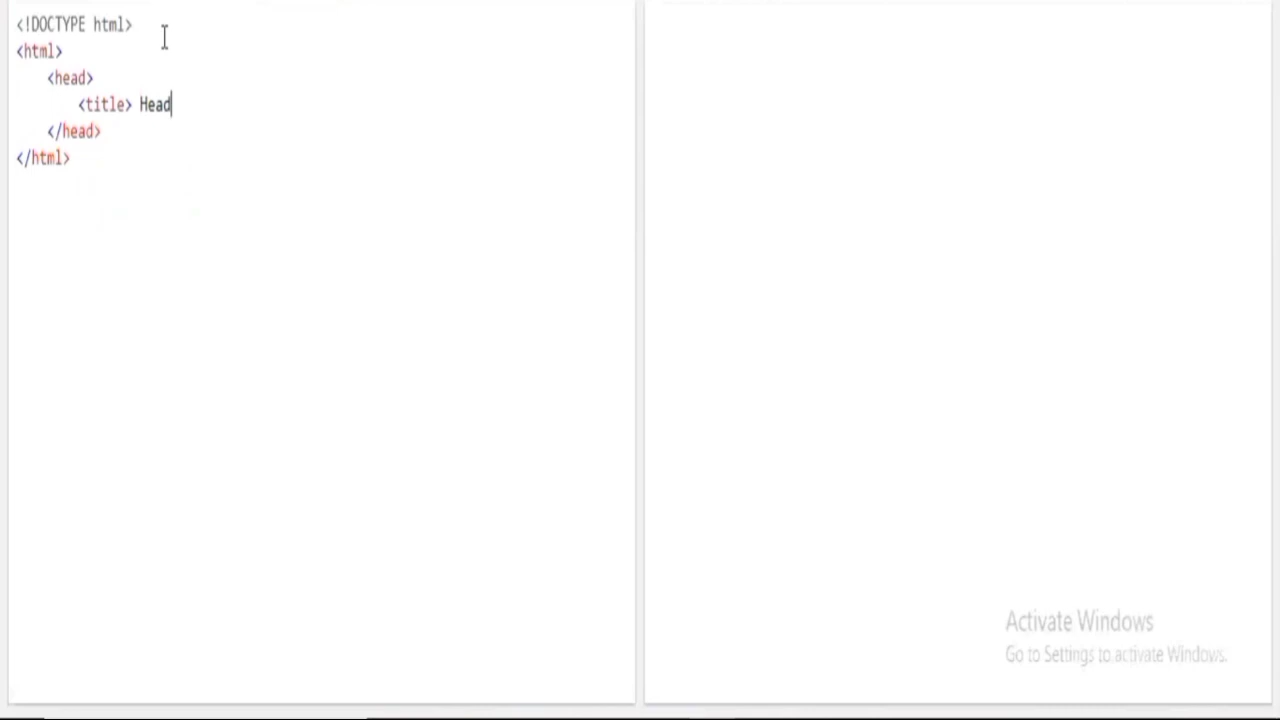 <!DOCTYPE html>
<html>
    <head>
        <title> Head
    </head>
</html>
Activate Windows
Go to Settings to activate Windows.